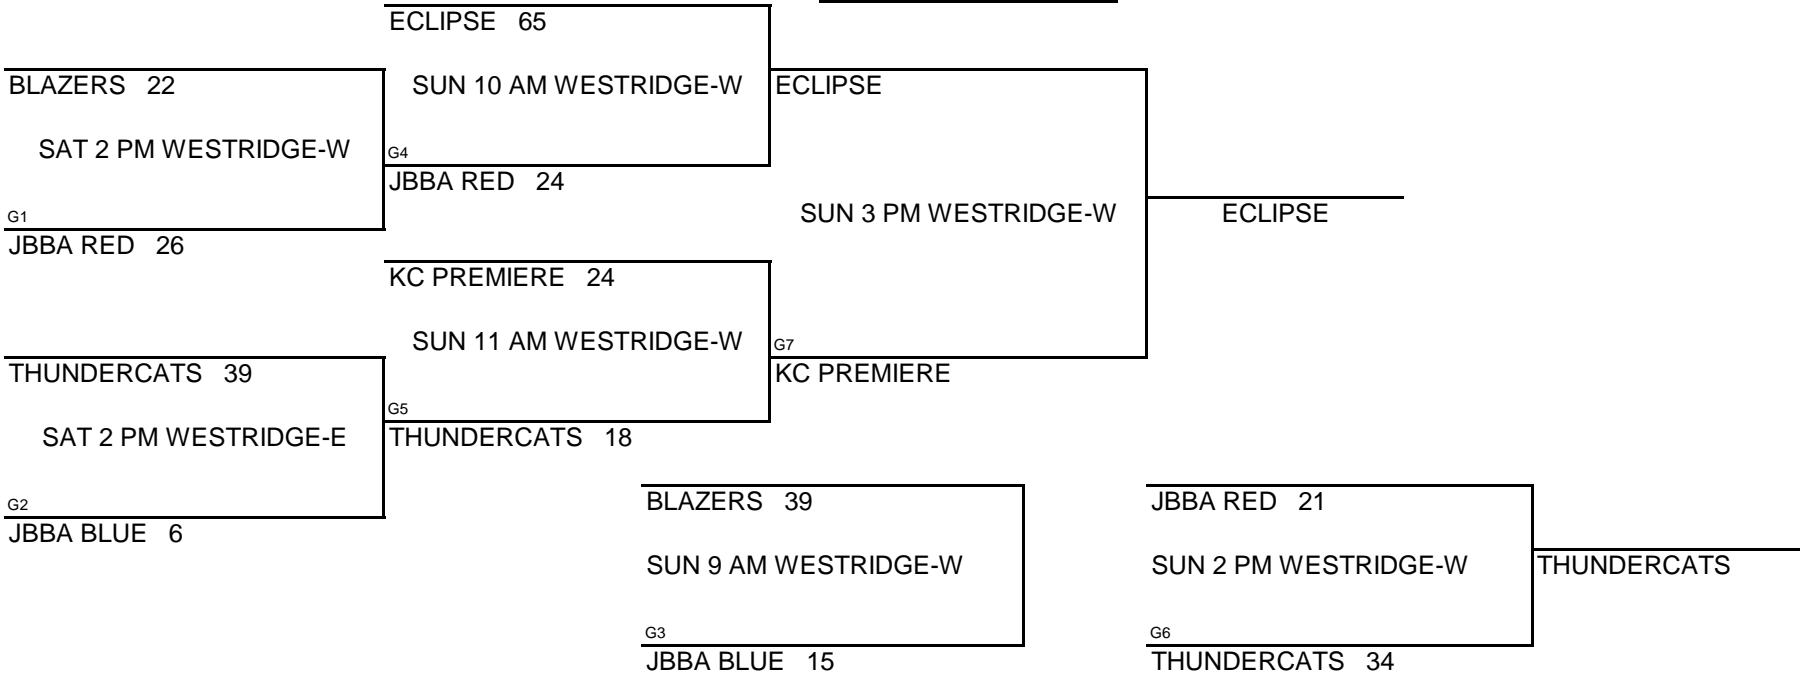 ECLIPSE 65
BLAZERS 22
SUN 10 AM WESTRIDGE-W
ECLIPSE
SAT 2 PM WESTRIDGE-W
G4
JBBA RED 24
G1
SUN 3 PM WESTRIDGE-W
ECLIPSE
JBBA RED 26
KC PREMIERE 24
SUN 11 AM WESTRIDGE-W
G7
THUNDERCATS 39
KC PREMIERE
G5
SAT 2 PM WESTRIDGE-E
THUNDERCATS 18
G2
BLAZERS 39
JBBA RED 21
JBBA BLUE 6
SUN 9 AM WESTRIDGE-W
SUN 2 PM WESTRIDGE-W
THUNDERCATS
G3
G6
JBBA BLUE 15
THUNDERCATS 34